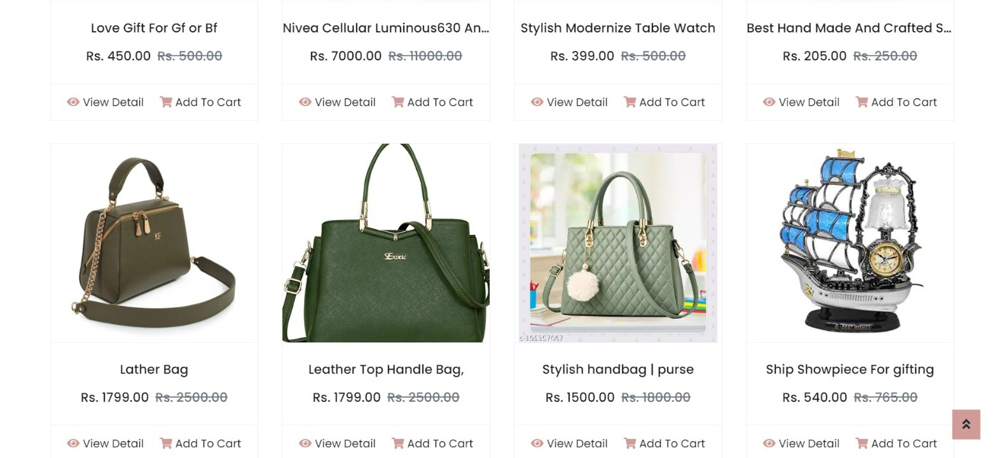 Love Gift For Gf or Bf
Rs. 450.00 Rs. 500.00
View Detail Add To Cart
Nivea Cellular Luminous630 An...
Rs. 7000.00 Rs. 11000.00
View Detail Add To Cart
Stylish Modernize Table Watch
Rs. 399.00 Rs. 500.00
View Detail Add To Cart
Best Hand Made And Crafted S...
Rs. 205.00 Rs. 250.00
View Detail Add To Cart
KF
Lather Bag
Rs. 1799.00 Rs. 2500.00
View Detail Add To Cart
Exotic
Leather Top Handle Bag,
Rs. 1799.00 Rs. 2500.00
View Detail Add To Cart
s-195357067
Stylish handbag | purse
Rs. 1500.00 Rs. 1800.00
View Detail Add To Cart
BEST WISHES
Ship Showpiece For gifting
Rs. 540.00 Rs. 765.00
View Detail Add To Cart